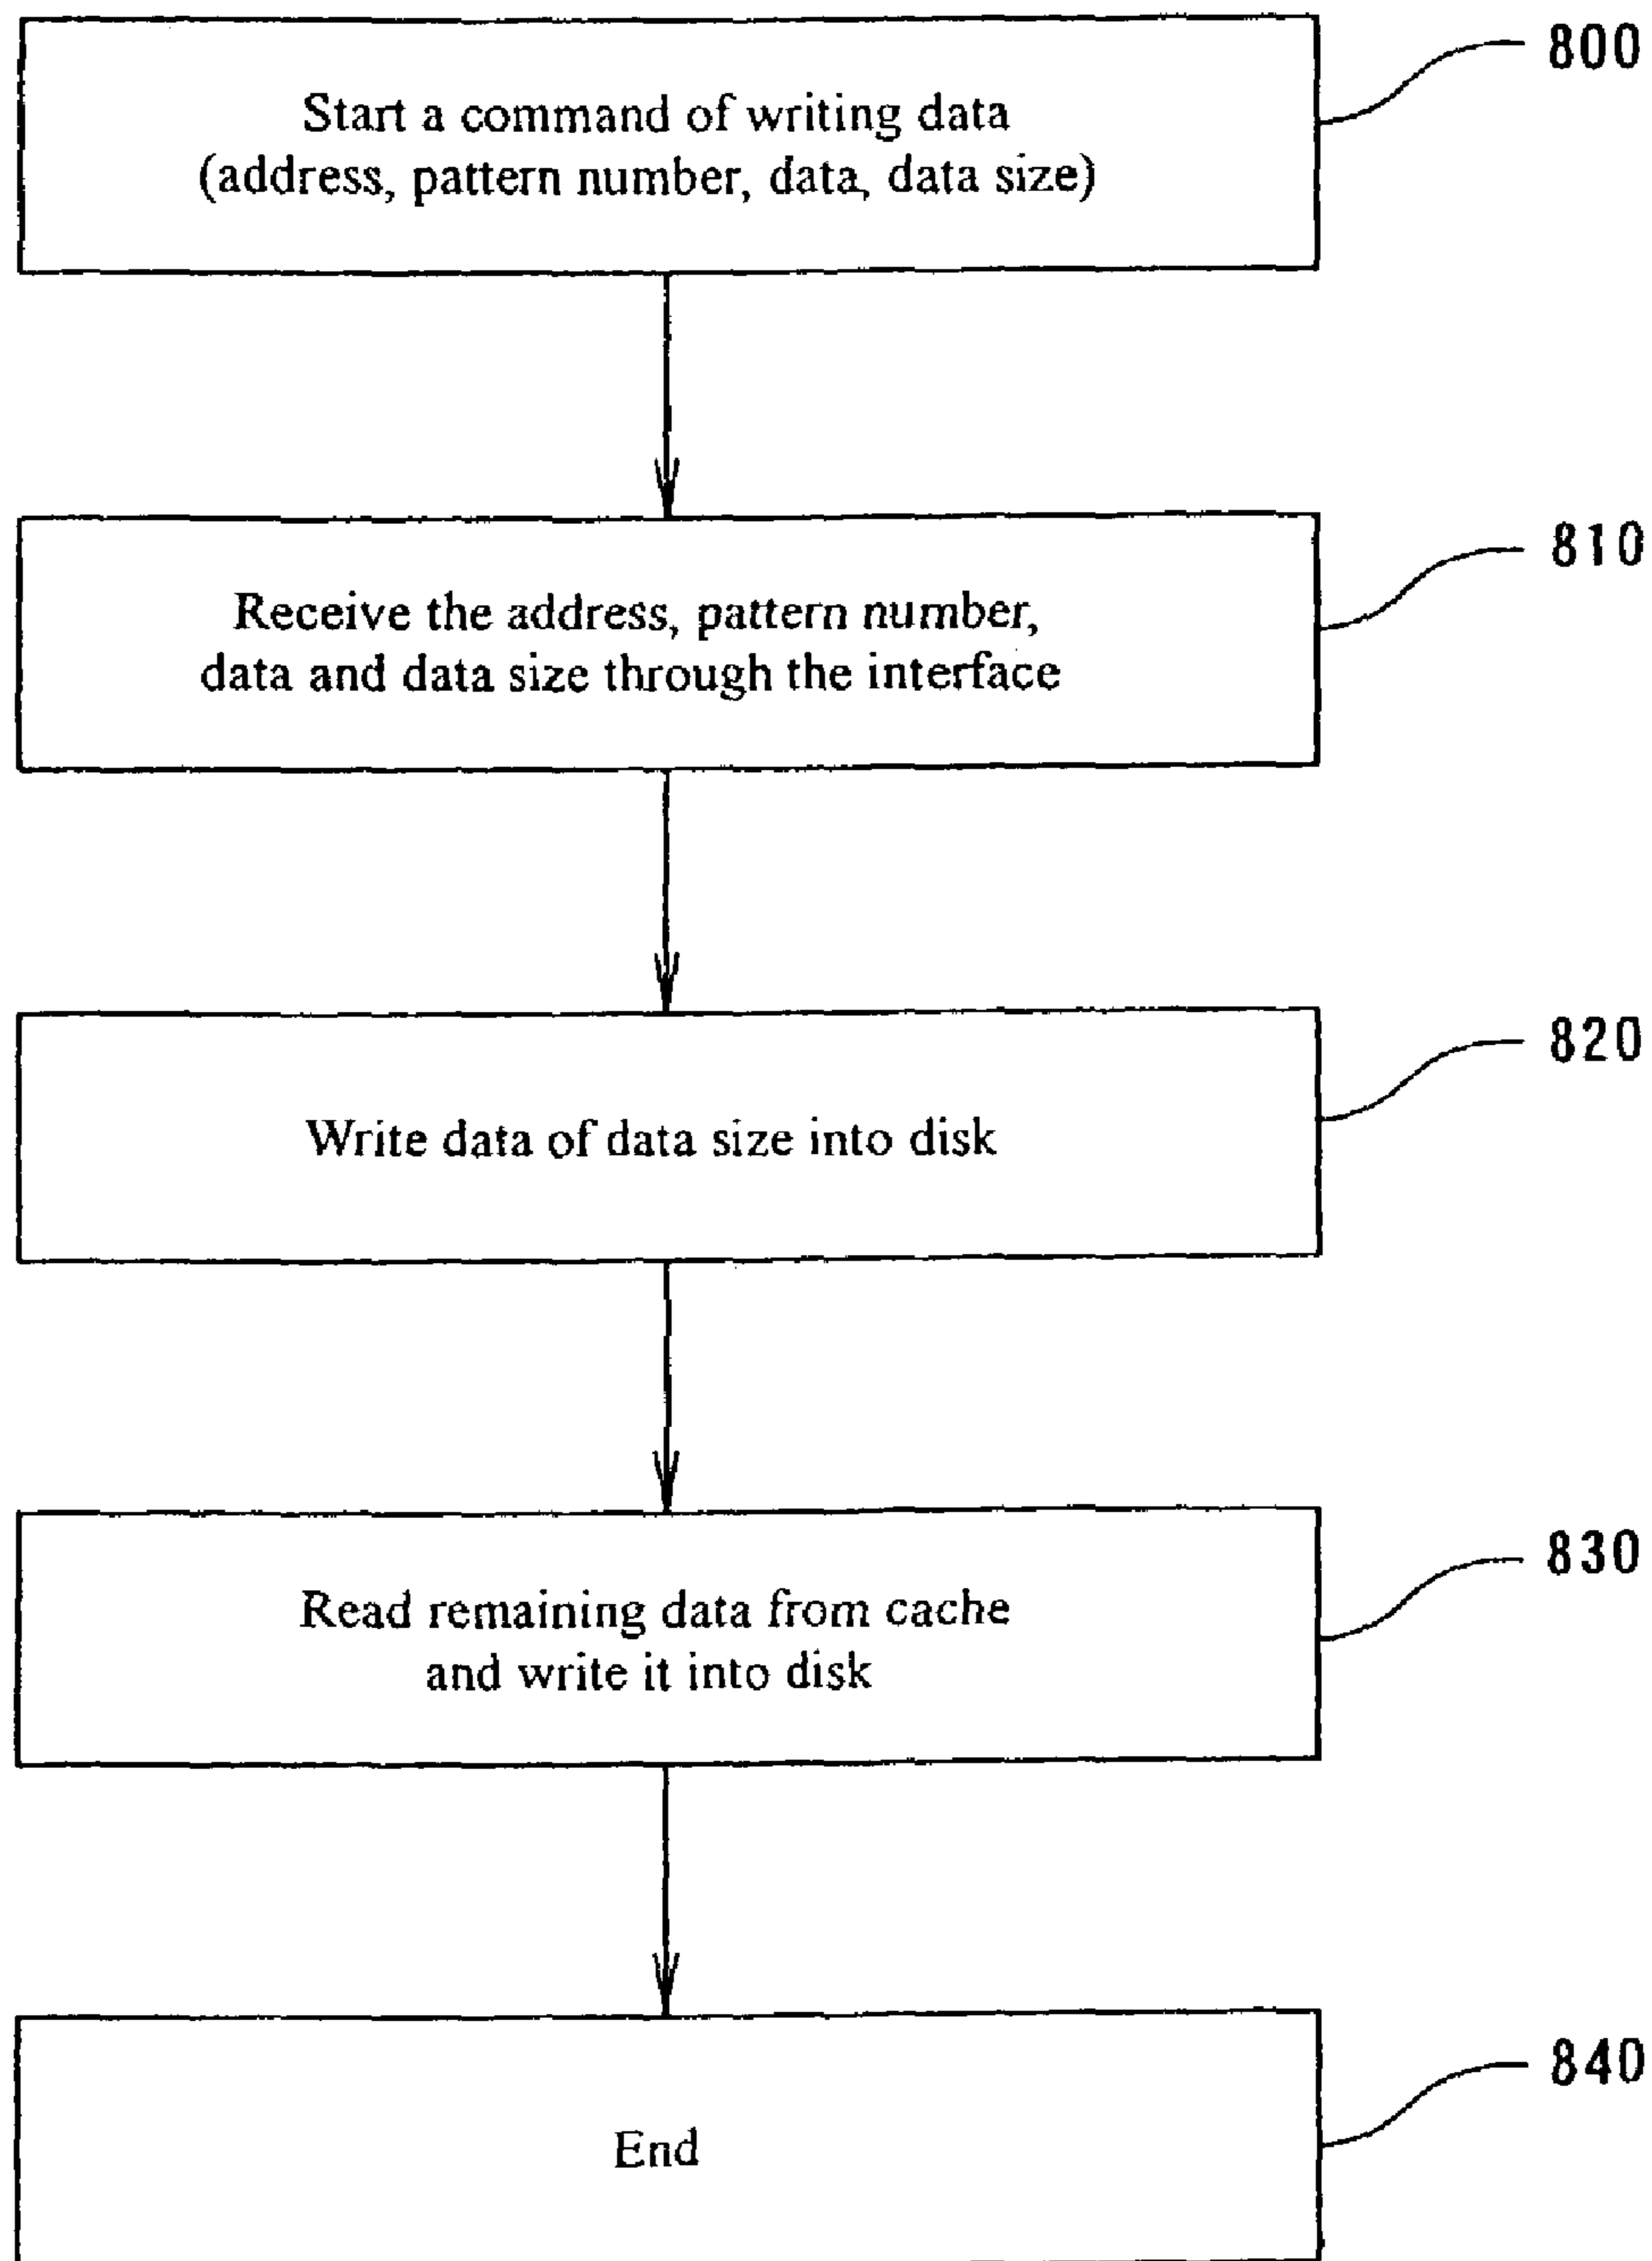 800
Start a command of writing data
(address, pattern number, data, data size)
810
Receive the address, pattern number,
data and data size through the interface
820
Write data of data size into disk
830
Read remaining data from cache
and write it into disk
840
End